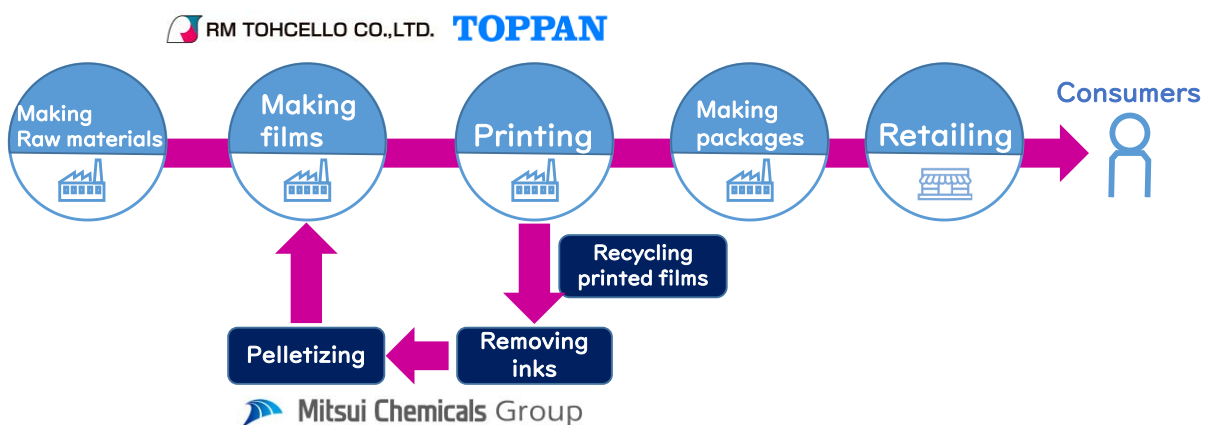 RM TOHCELLO CO.,LTD.
TOPPAN
Making
Raw materials
Making
films
Printing
Making
packages
Retailing
Consumers
Recycling
printed films
Pelletizing
Removing
inks
Mitsui Chemicals Group